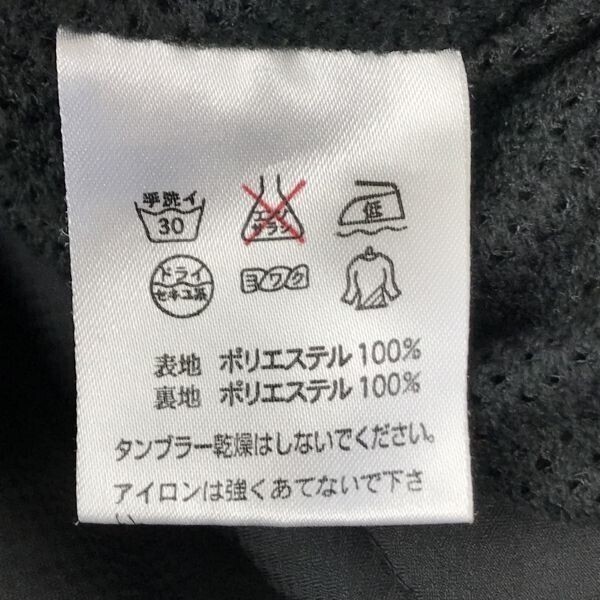 手洗イ
30
エンソ
サラシ
低
ドライ
セキユ系
ヨワク
表地 ポリエステル 100%
裏地 ポリエステル 100%
タンブラー乾燥はしないでください。
アイロンは強くあてないで下さ
い